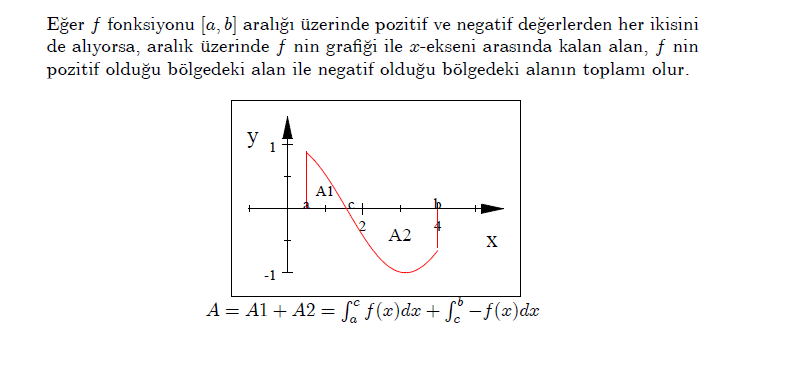 Eğer f fonksiyonu [a, b] aralığı üzerinde pozitif ve negatif değerlerden her ikisini
de alıyorsa, aralık üzerinde f nin grafiği ile x-ekseni arasında kalan alan, f nin
pozitif olduğu bölgedeki alan ile negatif olduğu bölgedeki alanın toplamı olur.
y 1
A1
a c b
2 4
A2
x
-1
A = A1 + A2 = ∫_a^c f(x)dx + ∫_c^b −f(x)dx